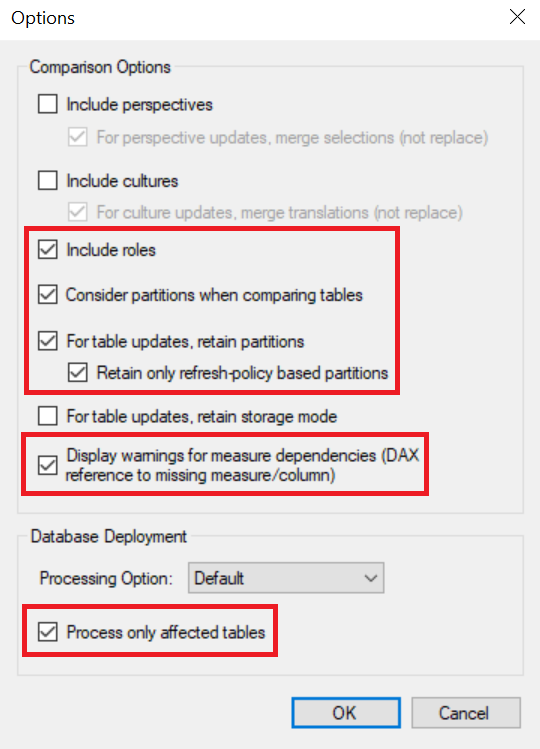 Options
Comparison Options
Include perspectives
For perspective updates, merge selections (not replace)
Include cultures
For culture updates, merge translations (not replace)
Include roles
Consider partitions when comparing tables
For table updates, retain partitions
Retain only refresh-policy based partitions
For table updates, retain storage mode
Display warnings for measure dependencies (DAX
reference to missing measure/column)
Database Deployment
Processing Option: Default
Process only affected tables
OK Cancel